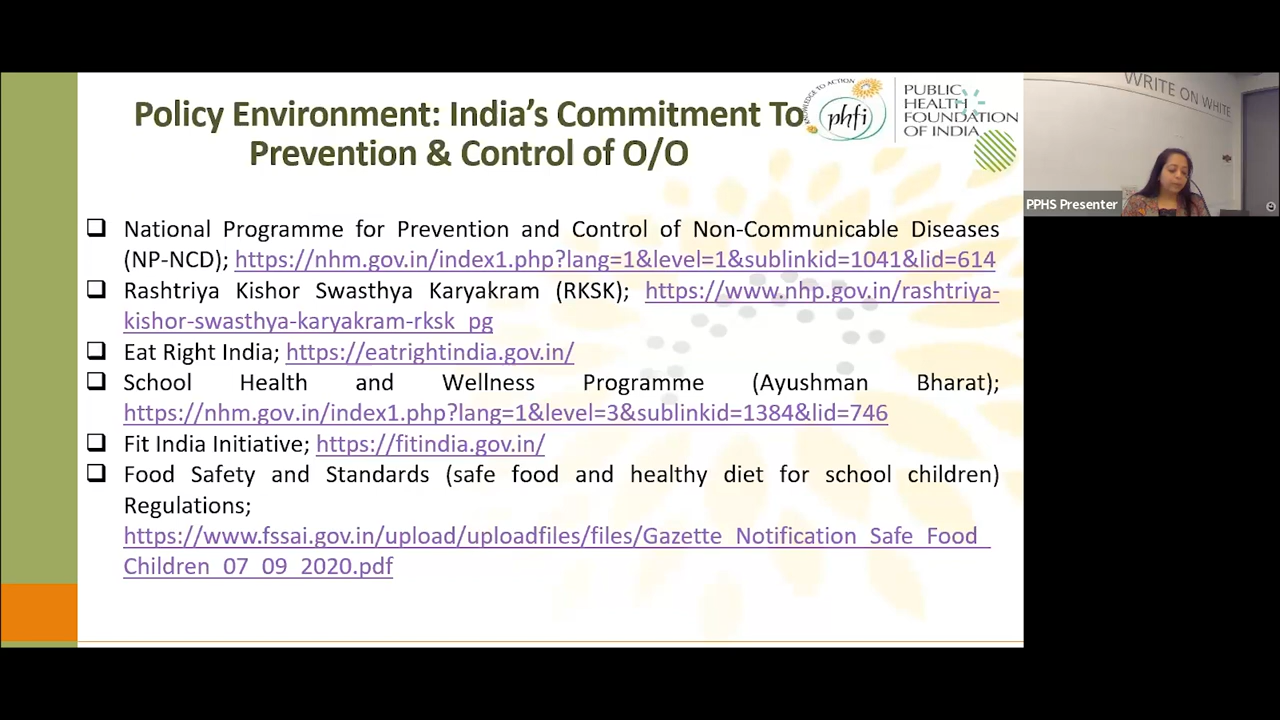 Policy Environment: India's Commitment To
Prevention & Control of O/O
KNOWLEDGE TO ACTION
phfi
PUBLIC
HEALTH
FOUNDATION
OF INDIA
WRITE ON WHITE
PPHS Presenter
National Programme for Prevention and Control of Non-Communicable Diseases
(NP-NCD); https://nhm.gov.in/index1.php?lang=1&level=1&sublinkid=1041&lid=614
Rashtriya Kishor Swasthya Karyakram (RKSK); https://www.nhp.gov.in/rashtriya-
kishor-swasthya-karyakram-rksk_pg
Eat Right India; https://eatrightindia.gov.in/
School Health and Wellness Programme (Ayushman Bharat);
https://nhm.gov.in/index1.php?lang=1&level=3&sublinkid=1384&lid=746
Fit India Initiative; https://fitindia.gov.in/
Food Safety and Standards (safe food and healthy diet for school children)
Regulations;
https://www.fssai.gov.in/upload/uploadfiles/files/Gazette_Notification_Safe_Food_
Children_07_09_2020.pdf